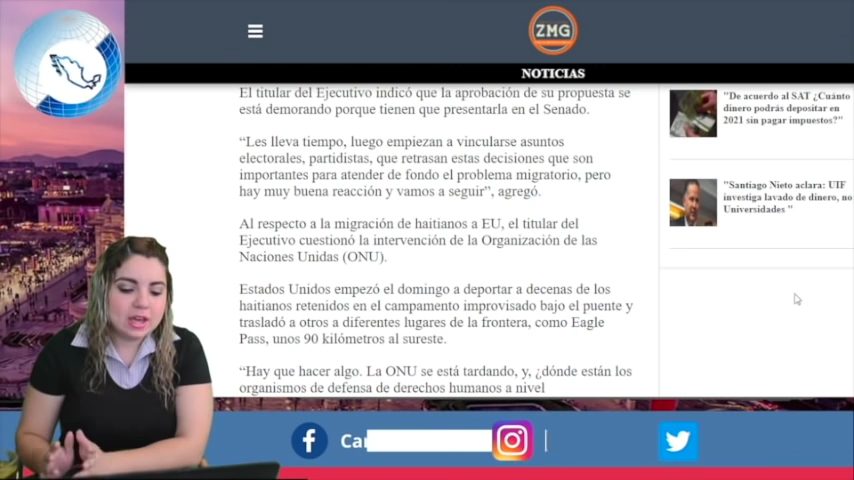 ZMG
NOTICIAS
El titular del Ejecutivo indicó que la aprobación de su propuesta se
está demorando porque tienen que presentarla en el Senado.
“Les lleva tiempo, luego empiezan a vincularse asuntos
electorales, partidistas, que retrasan estas decisiones que son
importantes para atender de fondo el problema migratorio, pero
hay muy buena reacción y vamos a seguir”, agregó.
Al respecto a la migración de haitianos a EU, el titular del
Ejecutivo cuestionó la intervención de la Organización de las
Naciones Unidas (ONU).
Estados Unidos empezó el domingo a deportar a decenas de los
haitianos retenidos en el campamento improvisado bajo el puente y
trasladó a otros a diferentes lugares de la frontera, como Eagle
Pass, unos 90 kilómetros al sureste.
“Hay que hacer algo. La ONU se está tardando, y, ¿dónde están los
organismos de defensa de derechos humanos a nivel
"De acuerdo al SAT ¿Cuánto
dinero podrás depositar en
2021 sin pagar impuestos?"
"Santiago Nieto aclara: UIF
investiga lavado de dinero, no
Universidades "